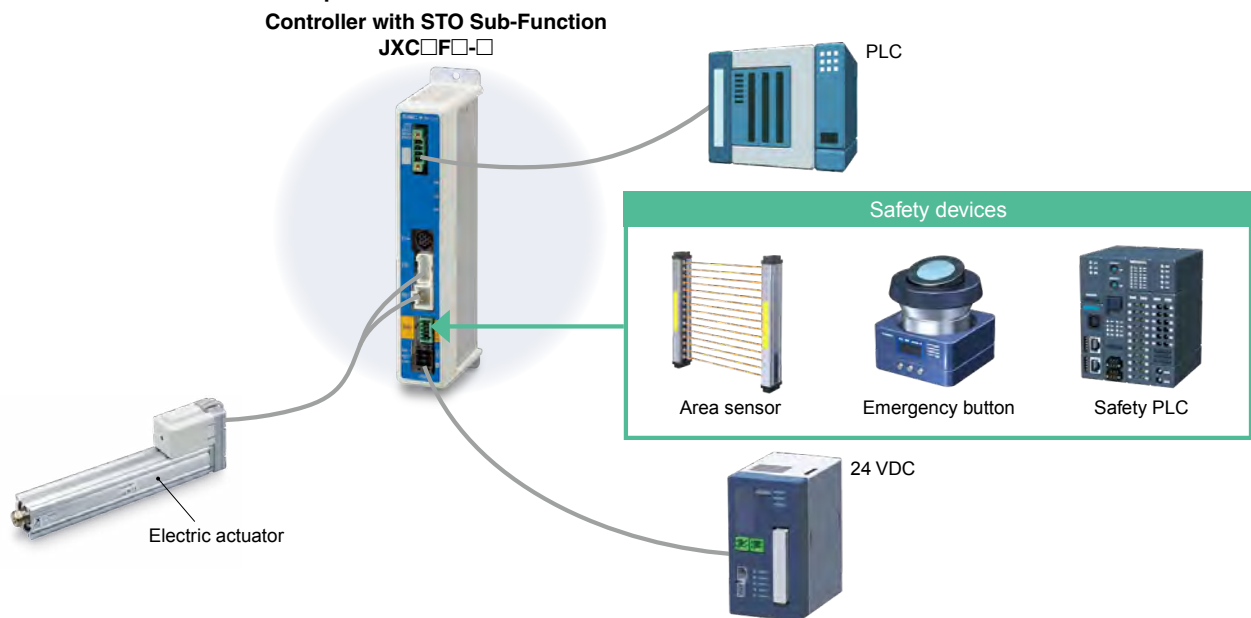 Controller with STO Sub-Function
JXC□F□-□
PLC
Safety devices
Area sensor
Emergency button
Safety PLC
24 VDC
Electric actuator